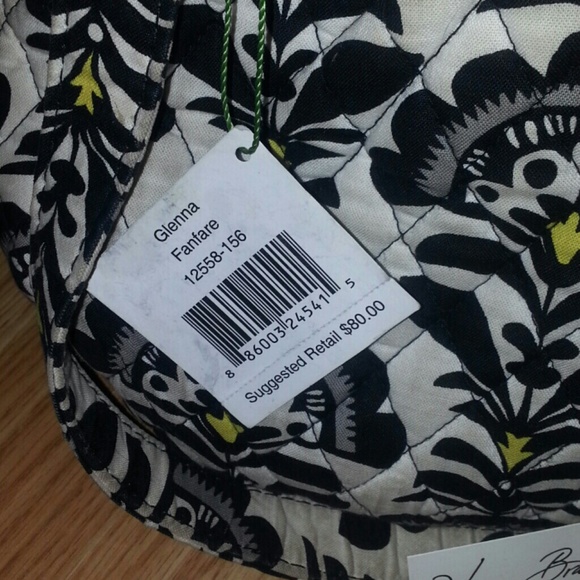 Glenna
Fanfare
12558-156
8 86003 24541 5
Suggested Retail $80.00